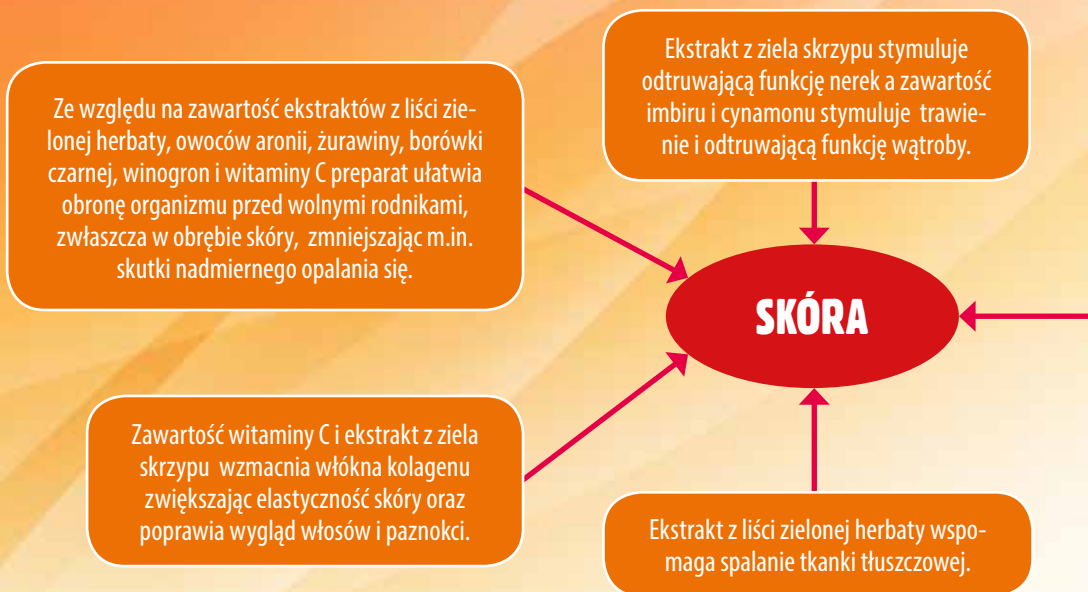 Ze względu na zawartość ekstraktów z liści zie-
lonej herbaty, owoców aronii, żurawiny, borówki
czarnej, winogron i witaminy C preparat ułatwia
obronę organizmu przed wolnymi rodnikami,
zwłaszcza w obrębie skóry, zmniejszając m.in.
skutki nadmiernego opalania się.
Ekstrakt z ziela skrzypu stymuluje
odtruwającą funkcję nerek a zawartość
imbiru i cynamonu stymuluje trawie-
nie i odtruwającą funkcję wątroby.
SKÓRA
Zawartość witaminy C i ekstrakt z ziela
skrzypu wzmacnia włókna kolagenu
zwiększając elastyczność skóry oraz
poprawia wygląd włosów i paznokci.
Ekstrakt z liści zielonej herbaty wspo-
maga spalanie tkanki tłuszczowej.